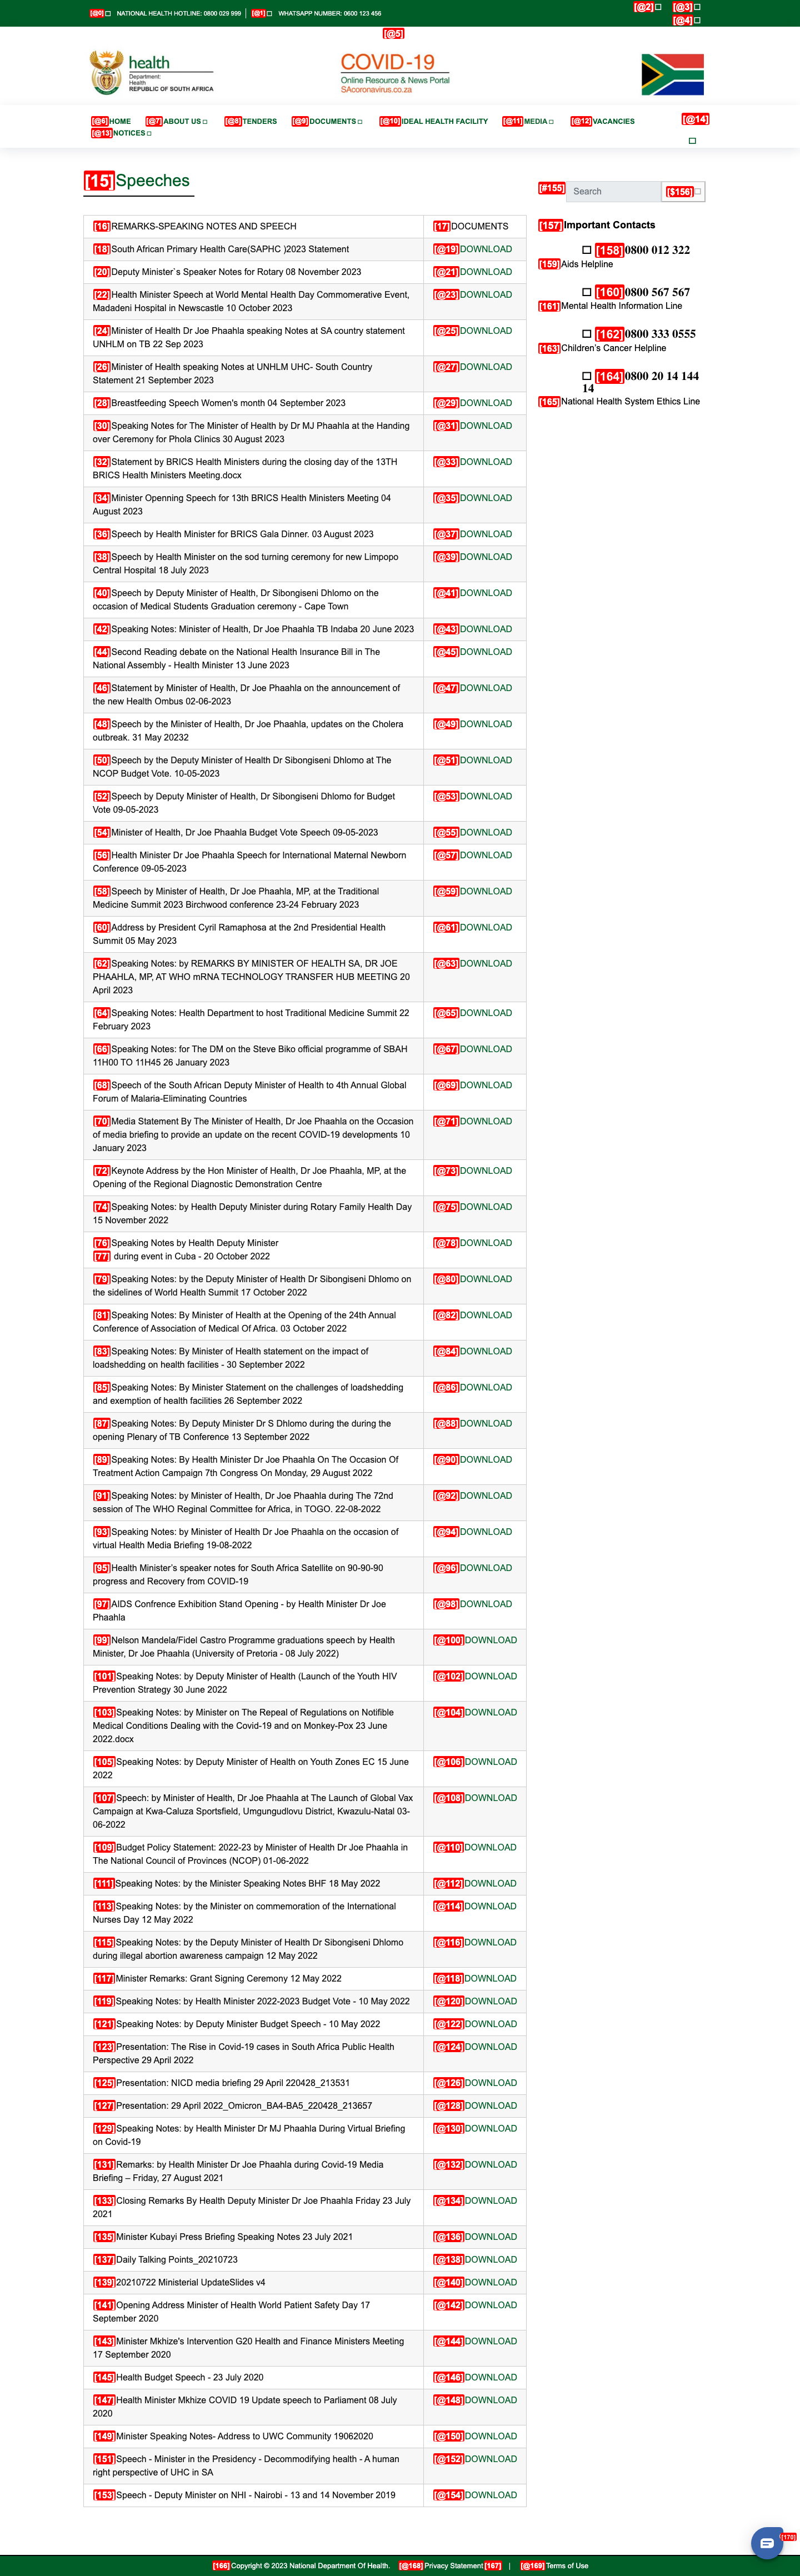 [@0] NATIONAL HEALTH HOTLINE: 0800 029 999 [@1] WHATSAPP NUMBER: 0600 123 456 [@2] [@3]
[@4]
[@5]
health
Department:
Health
REPUBLIC OF SOUTH AFRICA
COVID-19
Online Resource & News Portal
SAcoronavirus.co.za
[@6]HOME [@7]ABOUT US [@8]TENDERS [@9]DOCUMENTS [@10]IDEAL HEALTH FACILITY [@11]MEDIA [@12]VACANCIES [@14]
[@13]NOTICES
[15]Speeches
[#155] Search [$156]
[16]REMARKS-SPEAKING NOTES AND SPEECH [17]DOCUMENTS
[18]South African Primary Health Care(SAPHC )2023 Statement [@19]DOWNLOAD
[20]Deputy Minister`s Speaker Notes for Rotary 08 November 2023 [@21]DOWNLOAD
[22]Health Minister Speech at World Mental Health Day Commomorative Event, [@23]DOWNLOAD
Madadeni Hospital in Newscastle 10 October 2023
[24]Minister of Health Dr Joe Phaahla speaking Notes at SA country statement [@25]DOWNLOAD
UNHLM on TB 22 Sep 2023
[26]Minister of Health speaking Notes at UNHLM UHC- South Country [@27]DOWNLOAD
Statement 21 September 2023
[28]Breastfeeding Speech Women's month 04 September 2023 [@29]DOWNLOAD
[30]Speaking Notes for The Minister of Health by Dr MJ Phaahla at the Handing [@31]DOWNLOAD
over Ceremony for Phola Clinics 30 August 2023
[32]Statement by BRICS Health Ministers during the closing day of the 13TH [@33]DOWNLOAD
BRICS Health Ministers Meeting.docx
[34]Minister Openning Speech for 13th BRICS Health Ministers Meeting 04 [@35]DOWNLOAD
August 2023
[36]Speech by Health Minister for BRICS Gala Dinner. 03 August 2023 [@37]DOWNLOAD
[38]Speech by Health Minister on the sod turning ceremony for new Limpopo [@39]DOWNLOAD
Central Hospital 18 July 2023
[40]Speech by Deputy Minister of Health, Dr Sibongiseni Dhlomo on the [@41]DOWNLOAD
occasion of Medical Students Graduation ceremony - Cape Town
[42]Speaking Notes: Minister of Health, Dr Joe Phaahla TB Indaba 20 June 2023 [@43]DOWNLOAD
[44]Second Reading debate on the National Health Insurance Bill in The [@45]DOWNLOAD
National Assembly - Health Minister 13 June 2023
[46]Statement by Minister of Health, Dr Joe Phaahla on the announcement of [@47]DOWNLOAD
the new Health Ombus 02-06-2023
[48]Speech by the Minister of Health, Dr Joe Phaahla, updates on the Cholera [@49]DOWNLOAD
outbreak. 31 May 20232
[50]Speech by the Deputy Minister of Health Dr Sibongiseni Dhlomo at The [@51]DOWNLOAD
NCOP Budget Vote. 10-05-2023
[52]Speech by Deputy Minister of Health, Dr Sibongiseni Dhlomo for Budget [@53]DOWNLOAD
Vote 09-05-2023
[54]Minister of Health, Dr Joe Phaahla Budget Vote Speech 09-05-2023 [@55]DOWNLOAD
[56]Health Minister Dr Joe Phaahla Speech for International Maternal Newborn [@57]DOWNLOAD
Conference 09-05-2023
[58]Speech by Minister of Health, Dr Joe Phaahla, MP, at the Traditional [@59]DOWNLOAD
Medicine Summit 2023 Birchwood conference 23-24 February 2023
[60]Address by President Cyril Ramaphosa at the 2nd Presidential Health [@61]DOWNLOAD
Summit 05 May 2023
[62]Speaking Notes: by REMARKS BY MINISTER OF HEALTH SA, DR JOE [@63]DOWNLOAD
PHAAHLA, MP, AT WHO mRNA TECHNOLOGY TRANSFER HUB MEETING 20
April 2023
[64]Speaking Notes: Health Department to host Traditional Medicine Summit 22 [@65]DOWNLOAD
February 2023
[66]Speaking Notes: for The DM on the Steve Biko official programme of SBAH [@67]DOWNLOAD
11H00 TO 11H45 26 January 2023
[68]Speech of the South African Deputy Minister of Health to 4th Annual Global [@69]DOWNLOAD
Forum of Malaria-Eliminating Countries
[70]Media Statement By The Minister of Health, Dr Joe Phaahla on the Occasion [@71]DOWNLOAD
of media briefing to provide an update on the recent COVID-19 developments 10
January 2023
[72]Keynote Address by the Hon Minister of Health, Dr Joe Phaahla, MP, at the [@73]DOWNLOAD
Opening of the Regional Diagnostic Demonstration Centre
[74]Speaking Notes: by Health Deputy Minister during Rotary Family Health Day [@75]DOWNLOAD
15 November 2022
[76]Speaking Notes by Health Deputy Minister [@78]DOWNLOAD
[77] during event in Cuba - 20 October 2022
[79]Speaking Notes: by the Deputy Minister of Health Dr Sibongiseni Dhlomo on [@80]DOWNLOAD
the sidelines of World Health Summit 17 October 2022
[81]Speaking Notes: By Minister of Health at the Opening of the 24th Annual [@82]DOWNLOAD
Conference of Association of Medical Of Africa. 03 October 2022
[83]Speaking Notes: By Minister of Health statement on the impact of [@84]DOWNLOAD
loadshedding on health facilities - 30 September 2022
[85]Speaking Notes: By Minister Statement on the challenges of loadshedding [@86]DOWNLOAD
and exemption of health facilities 26 September 2022
[87]Speaking Notes: By Deputy Minister Dr S Dhlomo during the during the [@88]DOWNLOAD
opening Plenary of TB Conference 13 September 2022
[89]Speaking Notes: By Health Minister Dr Joe Phaahla On The Occasion Of [@90]DOWNLOAD
Treatment Action Campaign 7th Congress On Monday, 29 August 2022
[91]Speaking Notes: by Minister of Health, Dr Joe Phaahla during The 72nd [@92]DOWNLOAD
session of The WHO Reginal Committee for Africa, in TOGO. 22-08-2022
[93]Speaking Notes: by Minister of Health Dr Joe Phaahla on the occasion of [@94]DOWNLOAD
virtual Health Media Briefing 19-08-2022
[95]Health Minister's speaker notes for South Africa Satellite on 90-90-90 [@96]DOWNLOAD
progress and Recovery from COVID-19
[97]AIDS Confrence Exhibition Stand Opening - by Health Minister Dr Joe [@98]DOWNLOAD
Phaahla
[99]Nelson Mandela/Fidel Castro Programme graduations speech by Health [@100]DOWNLOAD
Minister, Dr Joe Phaahla (University of Pretoria - 08 July 2022)
[101]Speaking Notes: by Deputy Minister of Health (Launch of the Youth HIV [@102]DOWNLOAD
Prevention Strategy 30 June 2022
[103]Speaking Notes: by Minister on The Repeal of Regulations on Notifible [@104]DOWNLOAD
Medical Conditions Dealing with the Covid-19 and on Monkey-Pox 23 June
2022.docx
[105]Speaking Notes: by Deputy Minister of Health on Youth Zones EC 15 June [@106]DOWNLOAD
2022
[107]Speech: by Minister of Health, Dr Joe Phaahla at The Launch of Global Vax [@108]DOWNLOAD
Campaign at Kwa-Caluza Sportsfield, Umgungudlovu District, Kwazulu-Natal 03-
06-2022
[109]Budget Policy Statement: 2022-23 by Minister of Health Dr Joe Phaahla in [@110]DOWNLOAD
The National Council of Provinces (NCOP) 01-06-2022
[111]Speaking Notes: by the Minister Speaking Notes BHF 18 May 2022 [@112]DOWNLOAD
[113]Speaking Notes: by the Minister on commemoration of the International [@114]DOWNLOAD
Nurses Day 12 May 2022
[115]Speaking Notes: by the Deputy Minister of Health Dr Sibongiseni Dhlomo [@116]DOWNLOAD
during illegal abortion awareness campaign 12 May 2022
[117]Minister Remarks: Grant Signing Ceremony 12 May 2022 [@118]DOWNLOAD
[119]Speaking Notes: by Health Minister 2022-2023 Budget Vote - 10 May 2022 [@120]DOWNLOAD
[121]Speaking Notes: by Deputy Minister Budget Speech - 10 May 2022 [@122]DOWNLOAD
[123]Presentation: The Rise in Covid-19 cases in South Africa Public Health [@124]DOWNLOAD
Perspective 29 April 2022
[125]Presentation: NICD media briefing 29 April 220428_213531 [@126]DOWNLOAD
[127]Presentation: 29 April 2022_Omicron_BA4-BA5_220428_213657 [@128]DOWNLOAD
[129]Speaking Notes: by Health Minister Dr MJ Phaahla During Virtual Briefing [@130]DOWNLOAD
on Covid-19
[131]Remarks: by Health Minister Dr Joe Phaahla during Covid-19 Media [@132]DOWNLOAD
Briefing – Friday, 27 August 2021
[133]Closing Remarks By Health Deputy Minister Dr Joe Phaahla Friday 23 July [@134]DOWNLOAD
2021
[135]Minister Kubayi Press Briefing Speaking Notes 23 July 2021 [@136]DOWNLOAD
[137]Daily Talking Points_20210723 [@138]DOWNLOAD
[139]20210722 Ministerial UpdateSlides v4 [@140]DOWNLOAD
[141]Opening Address Minister of Health World Patient Safety Day 17 [@142]DOWNLOAD
September 2020
[143]Minister Mkhize's Intervention G20 Health and Finance Ministers Meeting [@144]DOWNLOAD
17 September 2020
[145]Health Budget Speech - 23 July 2020 [@146]DOWNLOAD
[147]Health Minister Mkhize COVID 19 Update speech to Parliament 08 July [@148]DOWNLOAD
2020
[149]Minister Speaking Notes- Address to UWC Community 19062020 [@150]DOWNLOAD
[151]Speech - Minister in the Presidency - Decommodifying health - A human [@152]DOWNLOAD
right perspective of UHC in SA
[153]Speech - Deputy Minister on NHI - Nairobi - 13 and 14 November 2019 [@154]DOWNLOAD
[157]Important Contacts
[158]0800 012 322
[159]Aids Helpline
[160]0800 567 567
[161]Mental Health Information Line
[162]0800 333 0555
[163]Children's Cancer Helpline
[164]0800 20 14 144
14
[165]National Health System Ethics Line
[170]
[166]Copyright © 2023 National Department Of Health. [@168]Privacy Statement[167] | [@169]Terms of Use